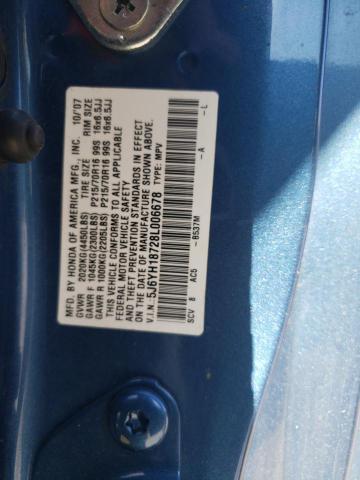 MFD. BY HONDA OF AMERICA MFG., INC. 10/'07
GVWR 2020KG(4450LBS) TIRE SIZE RIM SIZE
GAWR F 1045KG(2300LBS) P215/70R16 99S 16x6.5JJ
GAWR R 1000KG(2205LBS) P215/70R16 99S 16x6.5JJ
THIS VEHICLE CONFORMS TO ALL APPLICABLE
FEDERAL MOTOR VEHICLE SAFETY
AND THEFT PREVENTION STANDARDS IN EFFECT
ON THE DATE OF MANUFACTURE SHOWN ABOVE.
V.I.N.: 5J6YH18728L006678 TYPE: MPV
SCV 8 AC5 -B537M -A -L